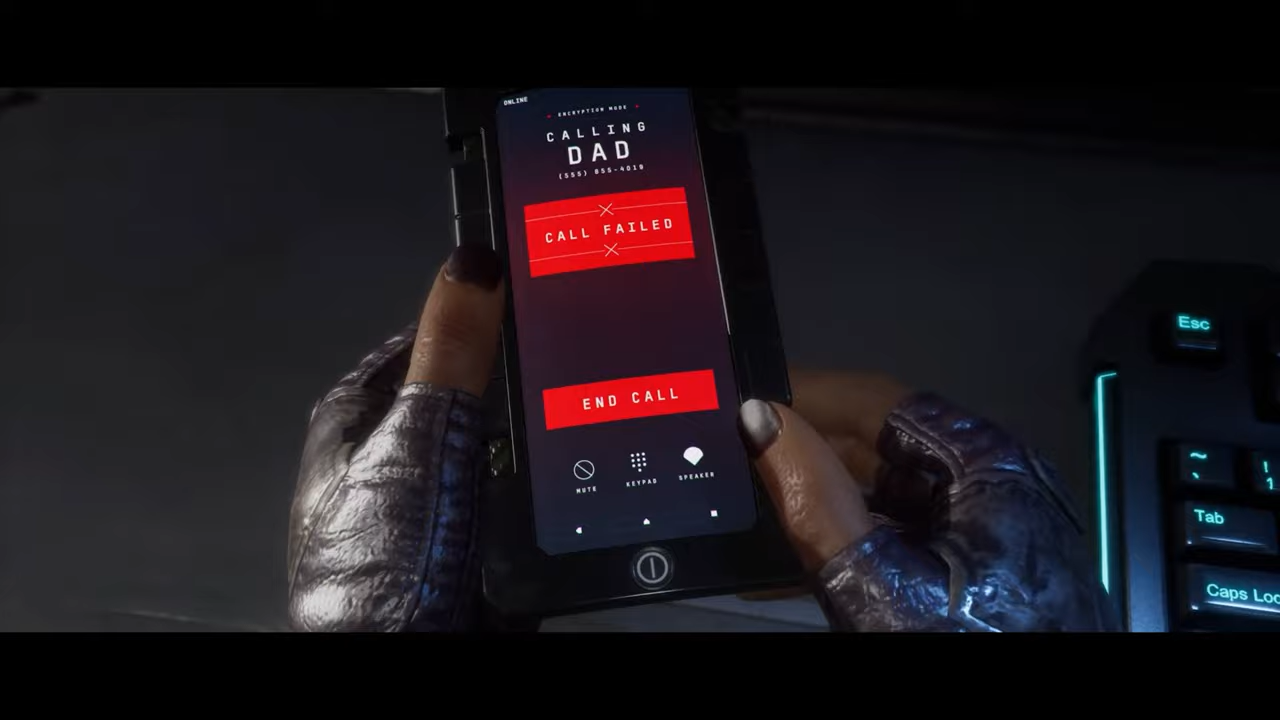 ONLINE
ENCRYPTION MODE
CALLING
DAD
(555) 855-4019
CALL FAILED
END CALL
MUTE
KEYPAD
SPEAKER
Esc
~
!
1
Tab
Caps Loc